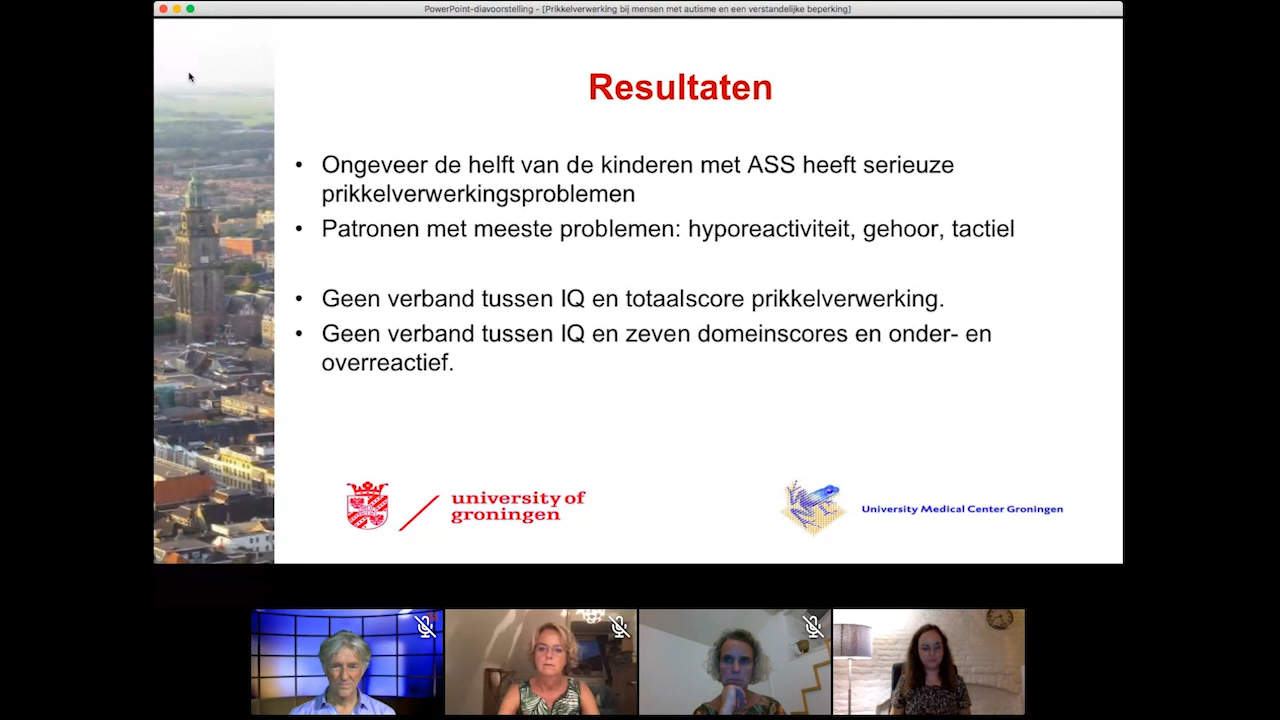 PowerPoint-diavoorstelling - [Prikkelverwerking bij mensen met autisme en een verstandelijke beperking]
Resultaten
• Ongeveer de helft van de kinderen met ASS heeft serieuze
prikkelverwerkingsproblemen
• Patronen met meeste problemen: hyporeactiviteit, gehoor, tactiel
• Geen verband tussen IQ en totaalscore prikkelverwerking.
• Geen verband tussen IQ en zeven domeinscores en onder- en
overreactief.
university of
groningen
University Medical Center Groningen